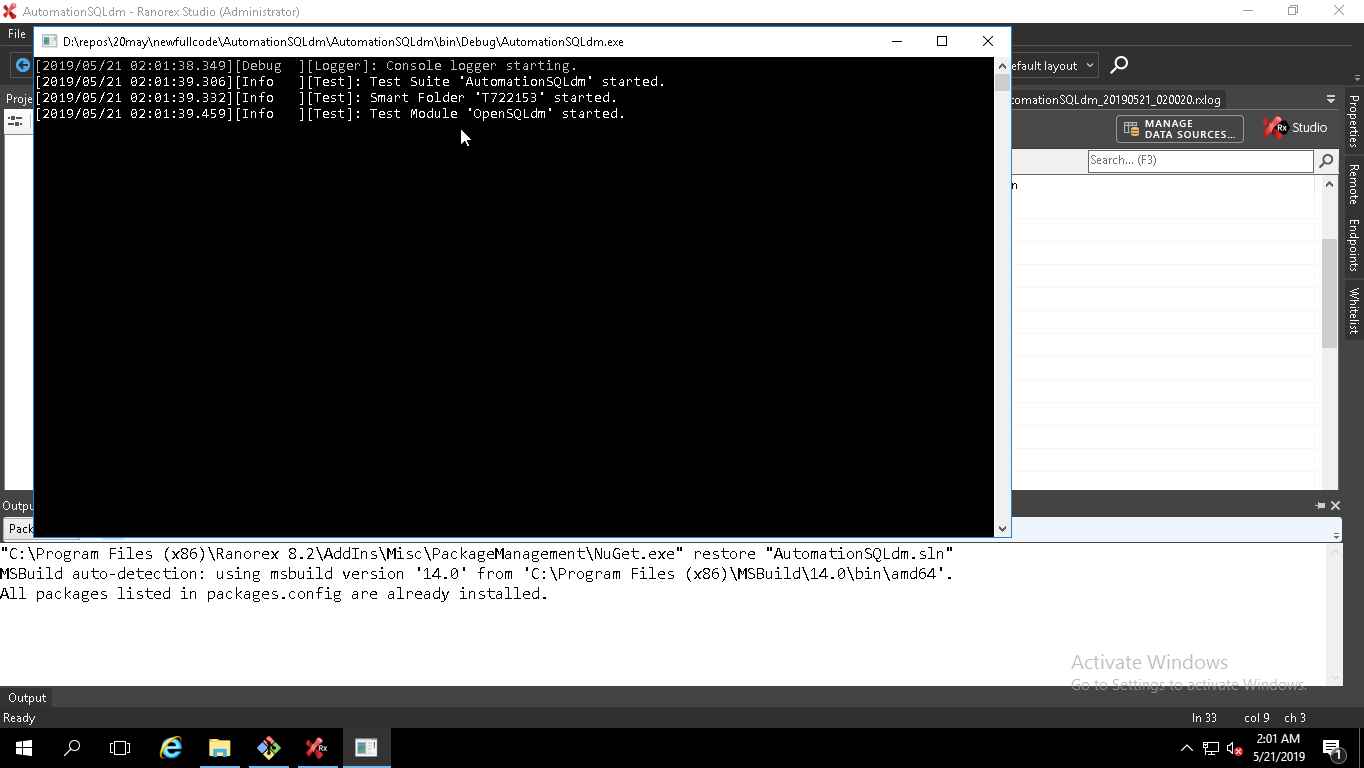 AutomationSQLdm - Ranorex Studio (Administrator)
File
D:\repos\20may\newfullcode\AutomationSQLdm\AutomationSQLdm\bin\Debug\AutomationSQLdm.exe
[2019/05/21 02:01:38.349][Debug ][Logger]: Console logger starting.
[2019/05/21 02:01:39.306][Info ][Test]: Test Suite 'AutomationSQLdm' started.
[2019/05/21 02:01:39.332][Info ][Test]: Smart Folder 'T722153' started.
[2019/05/21 02:01:39.459][Info ][Test]: Test Module 'OpenSQLdm' started.
efault layout
Proje
tomationSQLdm_20190521_020020.rxlog
MANAGE
DATA SOURCES...
Rx Studio
Search... (F3)
n
Properties
Remote
Endpoints
Whitelist
Outpu
Pack
"C:\Program Files (x86)\Ranorex 8.2\AddIns\Misc\PackageManagement\NuGet.exe" restore "AutomationSQLdm.sln"
MSBuild auto-detection: using msbuild version '14.0' from 'C:\Program Files (x86)\MSBuild\14.0\bin\amd64'.
All packages listed in packages.config are already installed.
Activate Windows
Go to Settings to activate Windows.
Output
Ready
ln 33 col 9 ch 3
Rx
2:01 AM
5/21/2019
1